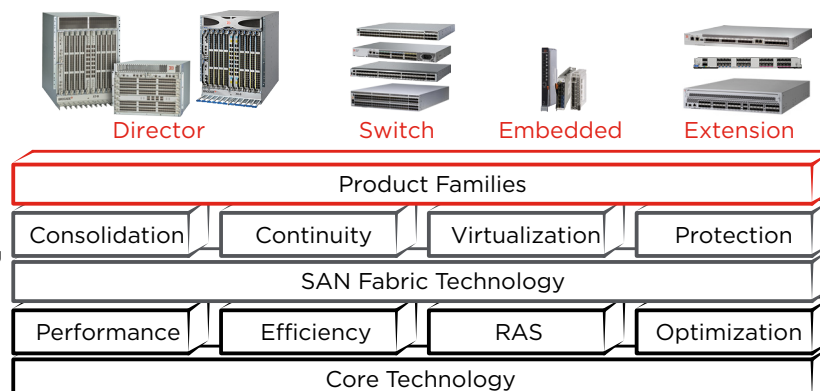 Director Switch Embedded Extension
Product Families
Consolidation Continuity Virtualization Protection
SAN Fabric Technology
Performance Efficiency RAS Optimization
Core Technology